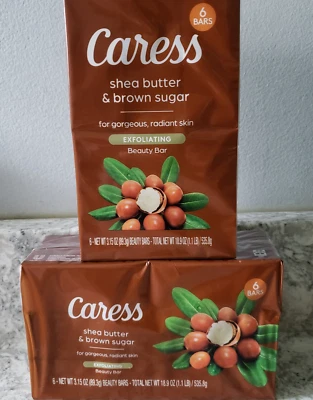 6
BARS
Caress
shea butter
& brown sugar
for gorgeous, radiant skin
EXFOLIATING
Beauty Bar
6 - NET WT 3.15 OZ (89.3g) BEAUTY BARS - TOTAL NET WT 18.9 OZ (1.1 LB) / 535.8g
6
BARS
Caress
shea butter
& brown sugar
for gorgeous, radiant skin
EXFOLIATING
Beauty Bar
6 - NET WT 3.15 OZ (89.3g) BEAUTY BARS - TOTAL NET WT 18.9 OZ (1.1 LB) / 535.8g